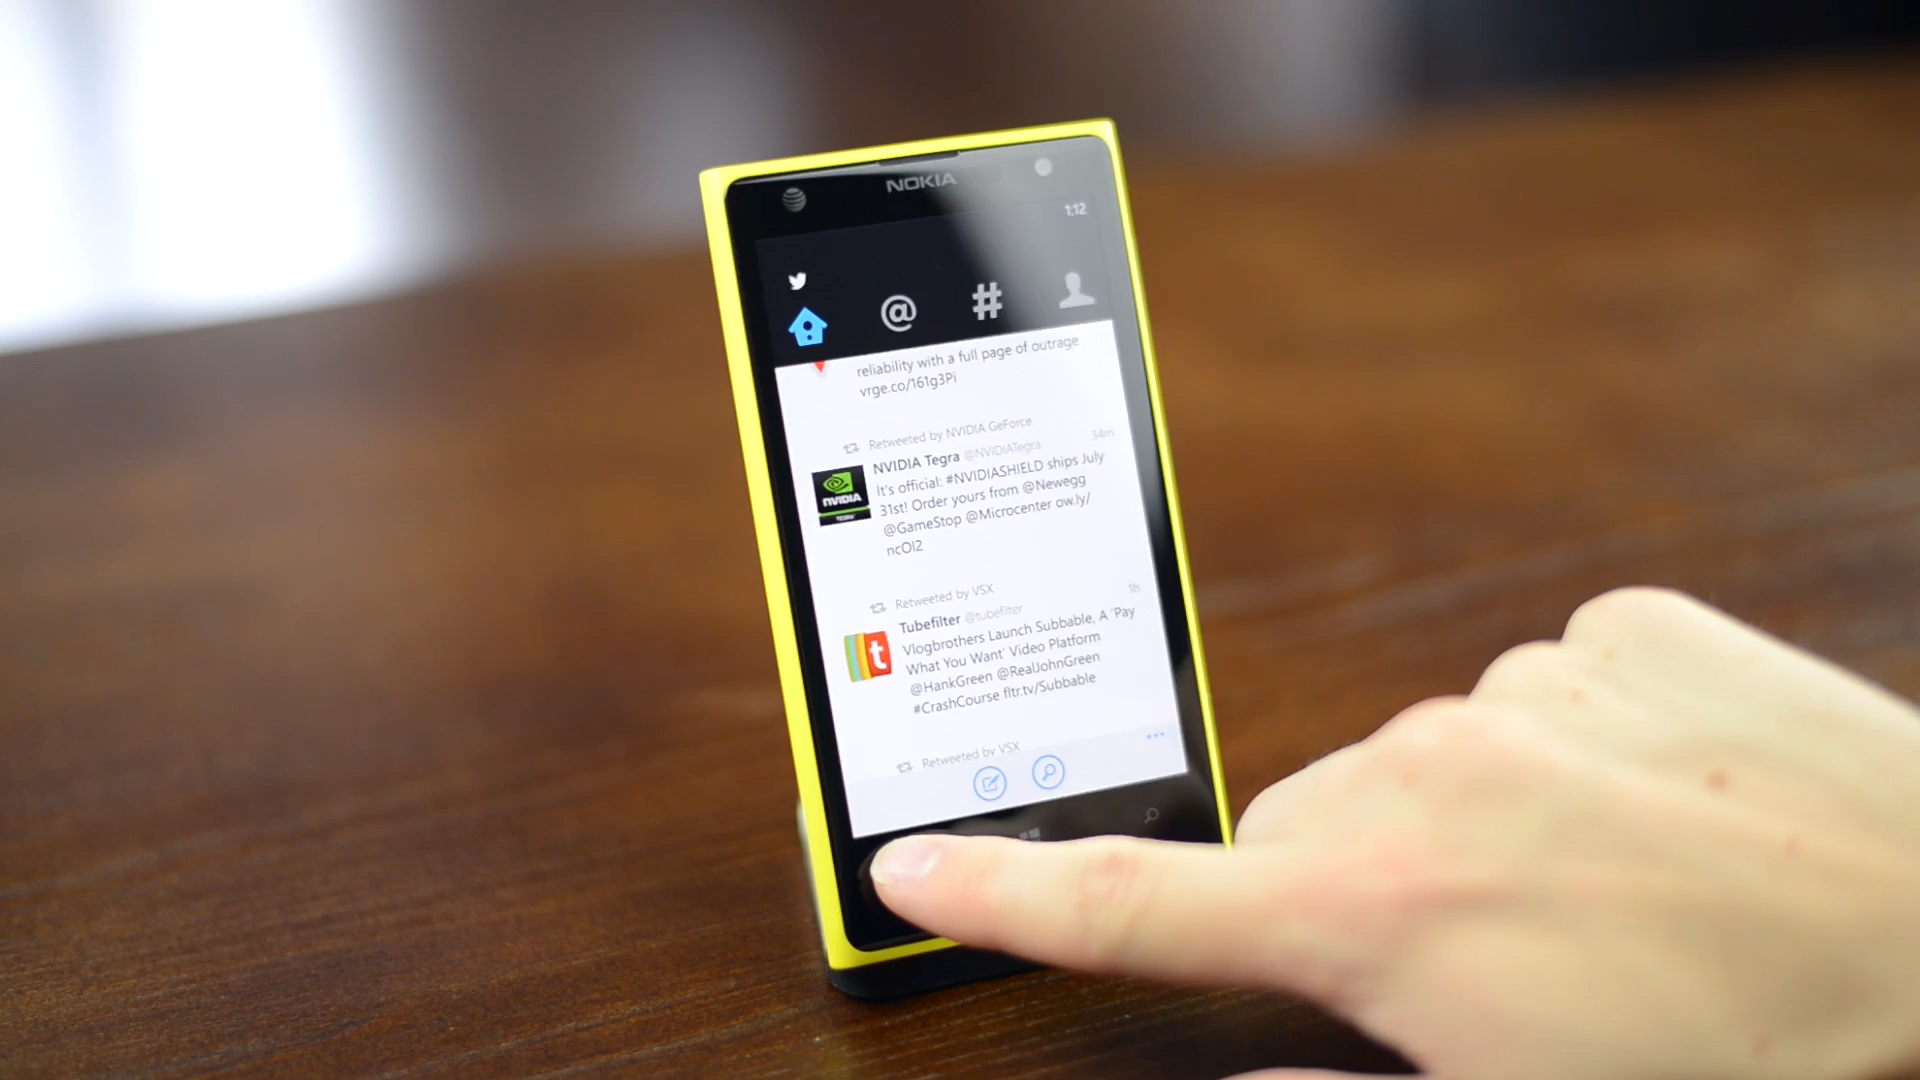 NOKIA
1:12
@
#
reliability with a full page of outrage
vrge.co/161g3Pi
Retweeted by NVIDIA GeForce
NVIDIA Tegra @NVIDIATegra 34m
It's official: #NVIDIASHIELD ships July
31st! Order yours from @Newegg
@GameStop @Microcenter ow.ly/
ncOl2
NVIDIA
TEGRA
Retweeted by VSX
Tubefilter @tubefilter 1h
Vlogbrothers Launch Subbable, A 'Pay
What You Want' Video Platform
@HankGreen @RealJohnGreen
#CrashCourse fltr.tv/Subbable
t
Retweeted by VSX